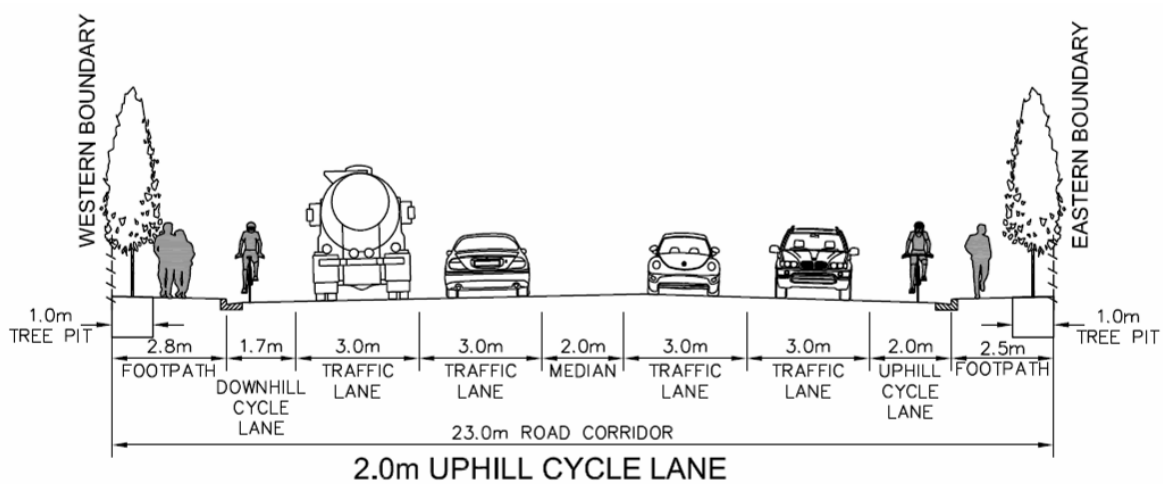 WESTERN BOUNDARY
EASTERN BOUNDARY
1.0m
TREE PIT
1.0m
TREE PIT
2.8m
FOOTPATH
1.7m
DOWNHILL
CYCLE
LANE
3.0m
TRAFFIC
LANE
3.0m
TRAFFIC
LANE
2.0m
MEDIAN
3.0m
TRAFFIC
LANE
3.0m
TRAFFIC
LANE
2.0m
UPHILL
CYCLE
LANE
2.5m
FOOTPATH
23.0m ROAD CORRIDOR
2.0m UPHILL CYCLE LANE